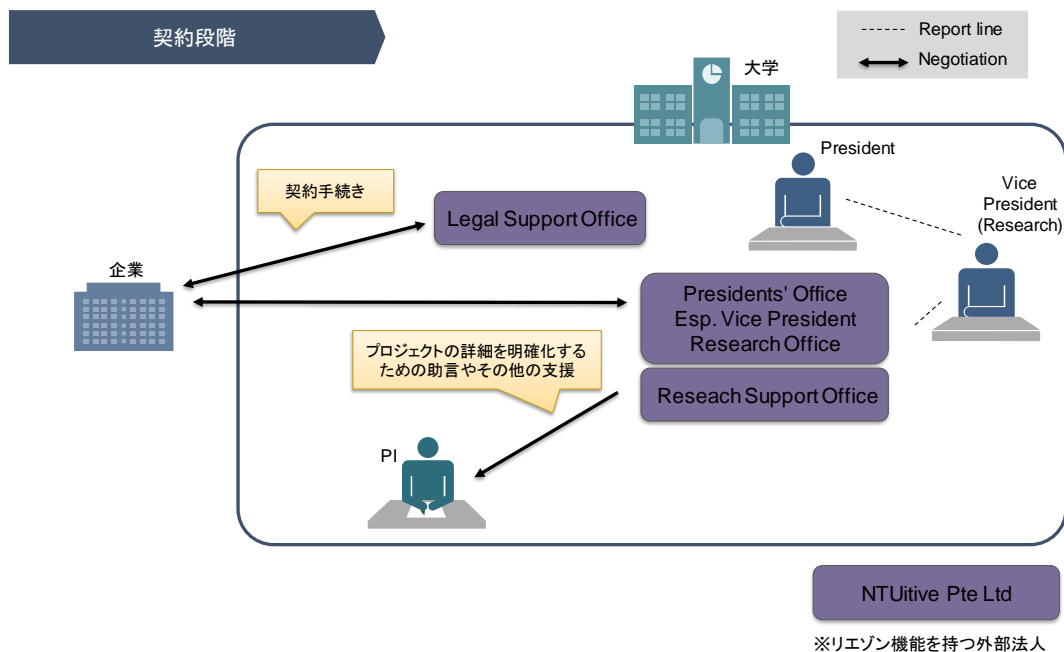 契約段階
Report line
Negotiation
大学
President
Vice
President
(Research)
契約手続き
Legal Support Office
企業
Presidents' Office
Esp. Vice President
Research Office
プロジェクトの詳細を明確化する
ための助言やその他の支援
Reseach Support Office
PI
NTUitive Pte Ltd
※リエゾン機能を持つ外部法人